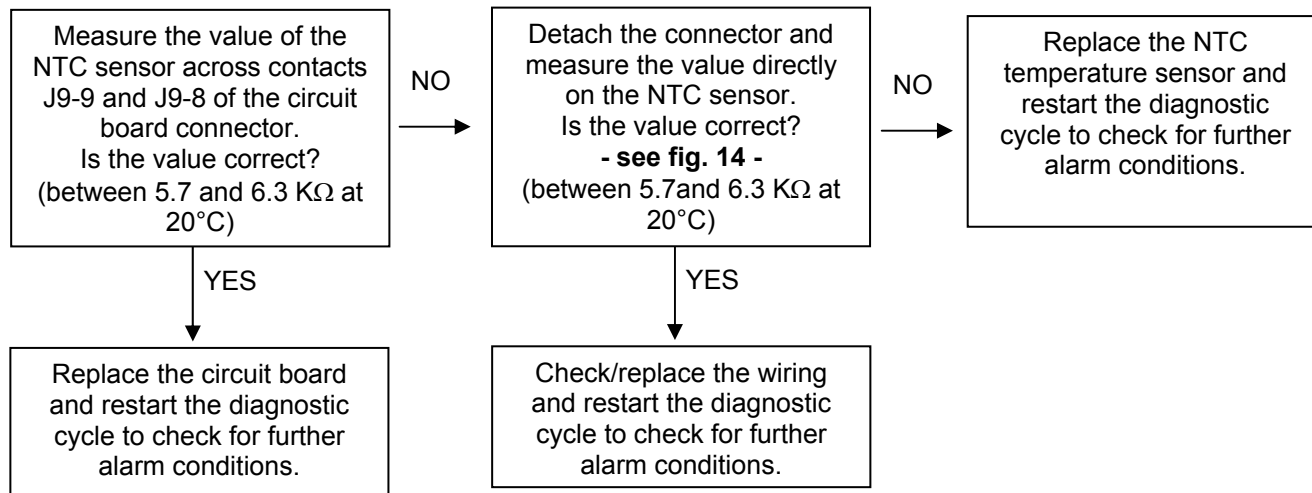 Measure the value of the
NTC sensor across contacts
J9-9 and J9-8 of the circuit
board connector.
Is the value correct?
(between 5.7 and 6.3 KΩ at
20°C)
NO
Detach the connector and
measure the value directly
on the NTC sensor.
Is the value correct?
- see fig. 14 -
(between 5.7and 6.3 KΩ at
20°C)
NO
Replace the NTC
temperature sensor and
restart the diagnostic
cycle to check for further
alarm conditions.
YES
YES
Replace the circuit board
and restart the diagnostic
cycle to check for further
alarm conditions.
Check/replace the wiring
and restart the diagnostic
cycle to check for further
alarm conditions.